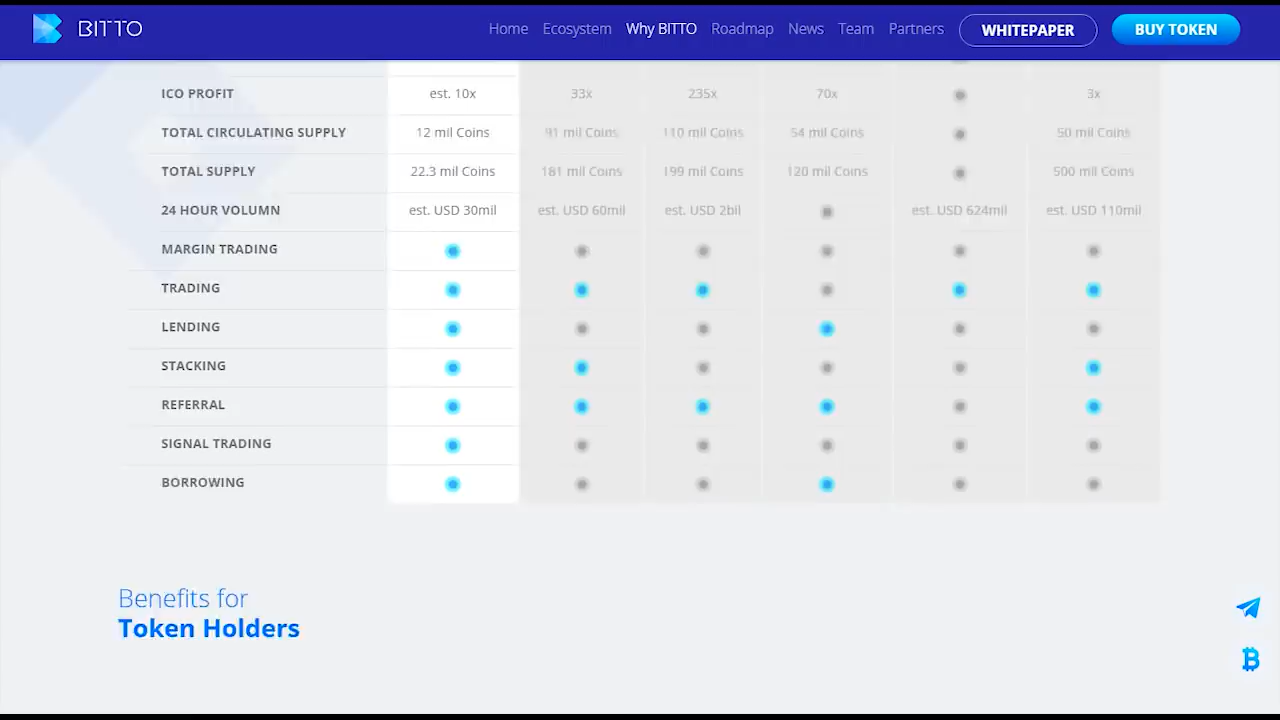 BITTO Home Ecosystem Why BITTO Roadmap News Team Partners WHITEPAPER BUY TOKEN
ICO PROFIT est. 10x 33x 235x 70x 3x
TOTAL CIRCULATING SUPPLY 12 mil Coins 91 mil Coins 110 mil Coins 54 mil Coins 50 mil Coins
TOTAL SUPPLY 22.3 mil Coins 181 mil Coins 199 mil Coins 120 mil Coins 500 mil Coins
24 HOUR VOLUMN est. USD 30mil est. USD 60mil est. USD 2bil est. USD 624mil est. USD 110mil
MARGIN TRADING
TRADING
LENDING
STACKING
REFERRAL
SIGNAL TRADING
BORROWING
Benefits for
Token Holders